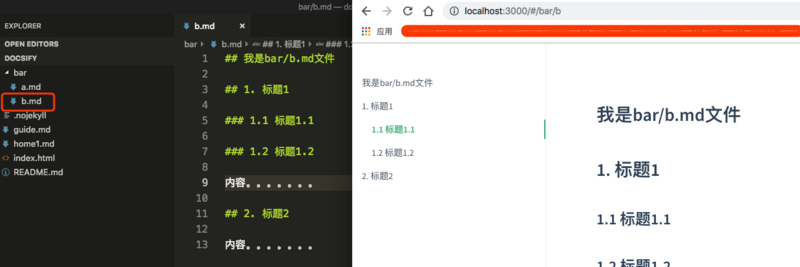 bar/b.md — do
EXPLORER
OPEN EDITORS
DOCSIFY
bar
a.md
b.md
.nojekyll
guide.md
home1.md
index.html
README.md
b.md ×
bar › b.md › ## 1. 标题1 › ### 1.2
1 ## 我是bar/b.md文件
2
3 ## 1. 标题1
4
5 ### 1.1 标题1.1
6
7 ### 1.2 标题1.2
8
9 内容。。。。。。。
10
11 ## 2. 标题2
12
13 内容。。。。。。。
localhost:3000/#/bar/b
应用
我是bar/b.md文件
1. 标题1
1.1 标题1.1
1.2 标题1.2
2. 标题2
我是bar/b.md文件
1. 标题1
1.1 标题1.1
1.2 标题1.2